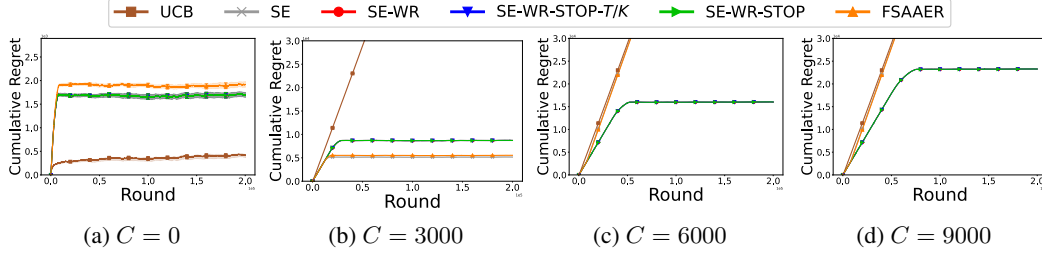 UCB SE SE-WR SE-WR-STOP-T/K SE-WR-STOP FSAAER
Cumulative Regret
2.5
2.0
1.5
1.0
0.5
0.0
0.0 0.5 1.0 1.5 2.0
Round
(a) C = 0
Cumulative Regret
3.0
2.5
2.0
1.5
1.0
0.5
0.0
0.0 0.5 1.0 1.5 2.0
1e5
Round
(b) C = 3000
Cumulative Regret
3.0
2.5
2.0
1.5
1.0
0.5
0.0
0.0 0.5 1.0 1.5 2.0
1e5
Round
(c) C = 6000
Cumulative Regret
3.0
2.5
2.0
1.5
1.0
0.5
0.0
0.0 0.5 1.0 1.5 2.0
1e5
Round
(d) C = 9000